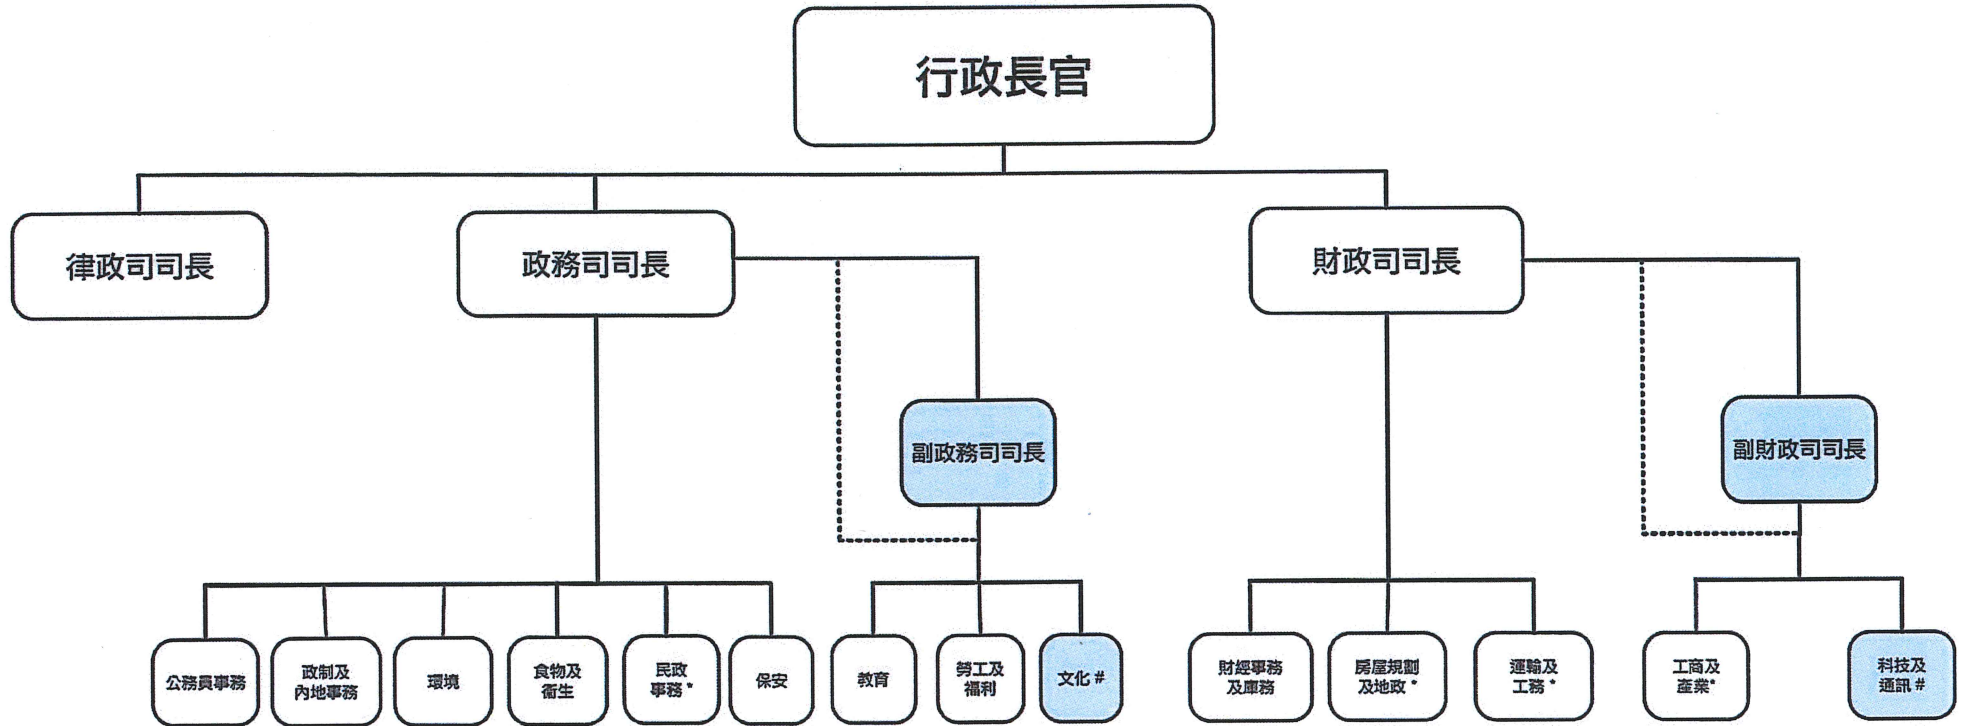 行政長官
律政司司長
政務司司長
財政司司長
副政務司司長
副財政司司長
公務員事務
政制及
內地事務
環境
食物及
衞生
民政
事務*
保安
教育
勞工及
福利
文化#
財經事務
及庫務
房屋規劃
及地政*
運輸及
工務*
工商及
產業*
科技及
通訊#